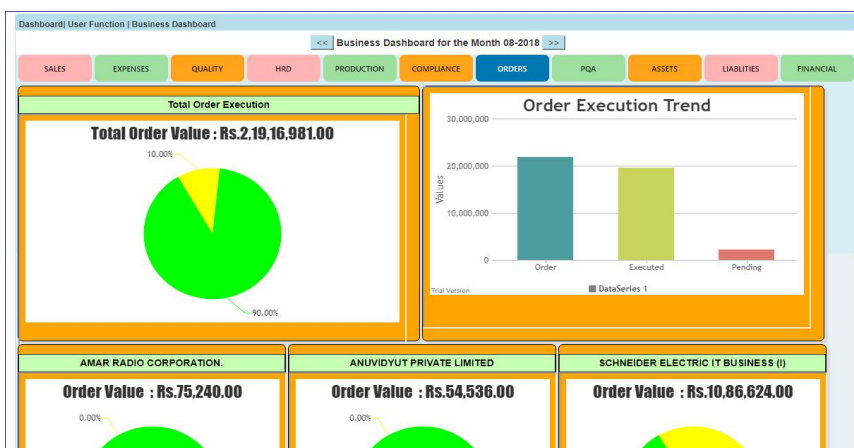 Dashboard| User Function | Business Dashboard
<< Business Dashboard for the Month 08-2018 >>
SALES EXPENSES QUALITY HRD PRODUCTION COMPLIANCE ORDERS PQA ASSETS LIABLITIES FINANCIAL
Total Order Execution
Total Order Value : Rs.2,19,16,981.00
10.00%
90.00%
Order Execution Trend
30,000,000
20,000,000
10,000,000
0
Values
Order Executed Pending
Trial Version
DataSeries 1
AMAR RADIO CORPORATION.
Order Value : Rs.75,240.00
0.00%
ANUVIDYUT PRIVATE LIMITED
Order Value : Rs.54,536.00
0.00%
SCHNEIDER ELECTRIC IT BUSINESS (I)
Order Value : Rs.10,86,624.00